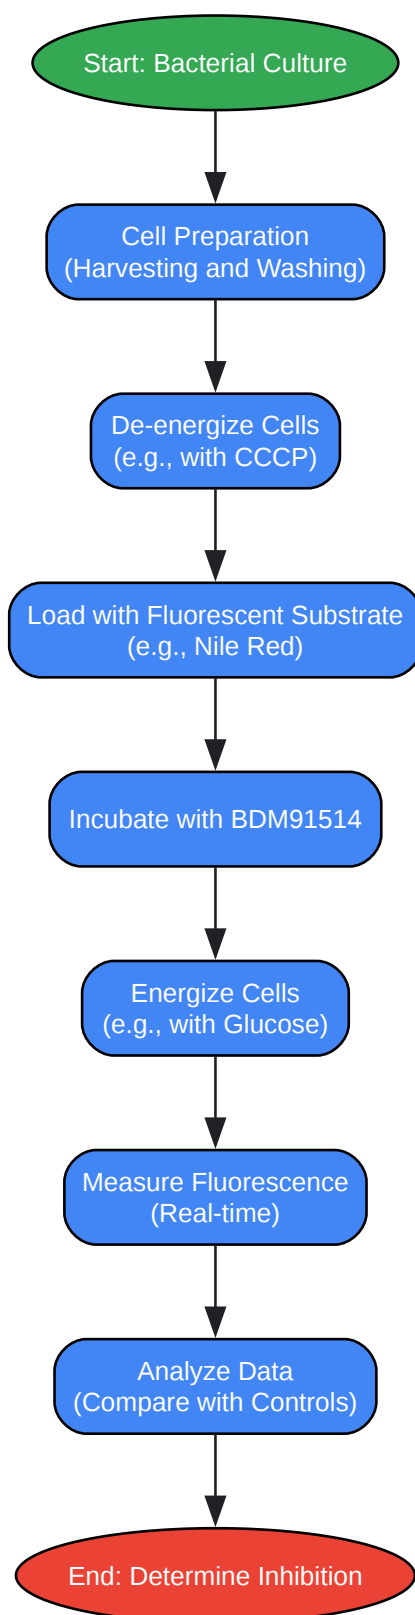 Start: Bacterial Culture
Cell Preparation
(Harvesting and Washing)
De-energize Cells
(e.g., with CCCP)
Load with Fluorescent Substrate
(e.g., Nile Red)
Incubate with BDM91514
Energize Cells
(e.g., with Glucose)
Measure Fluorescence
(Real-time)
Analyze Data
(Compare with Controls)
End: Determine Inhibition